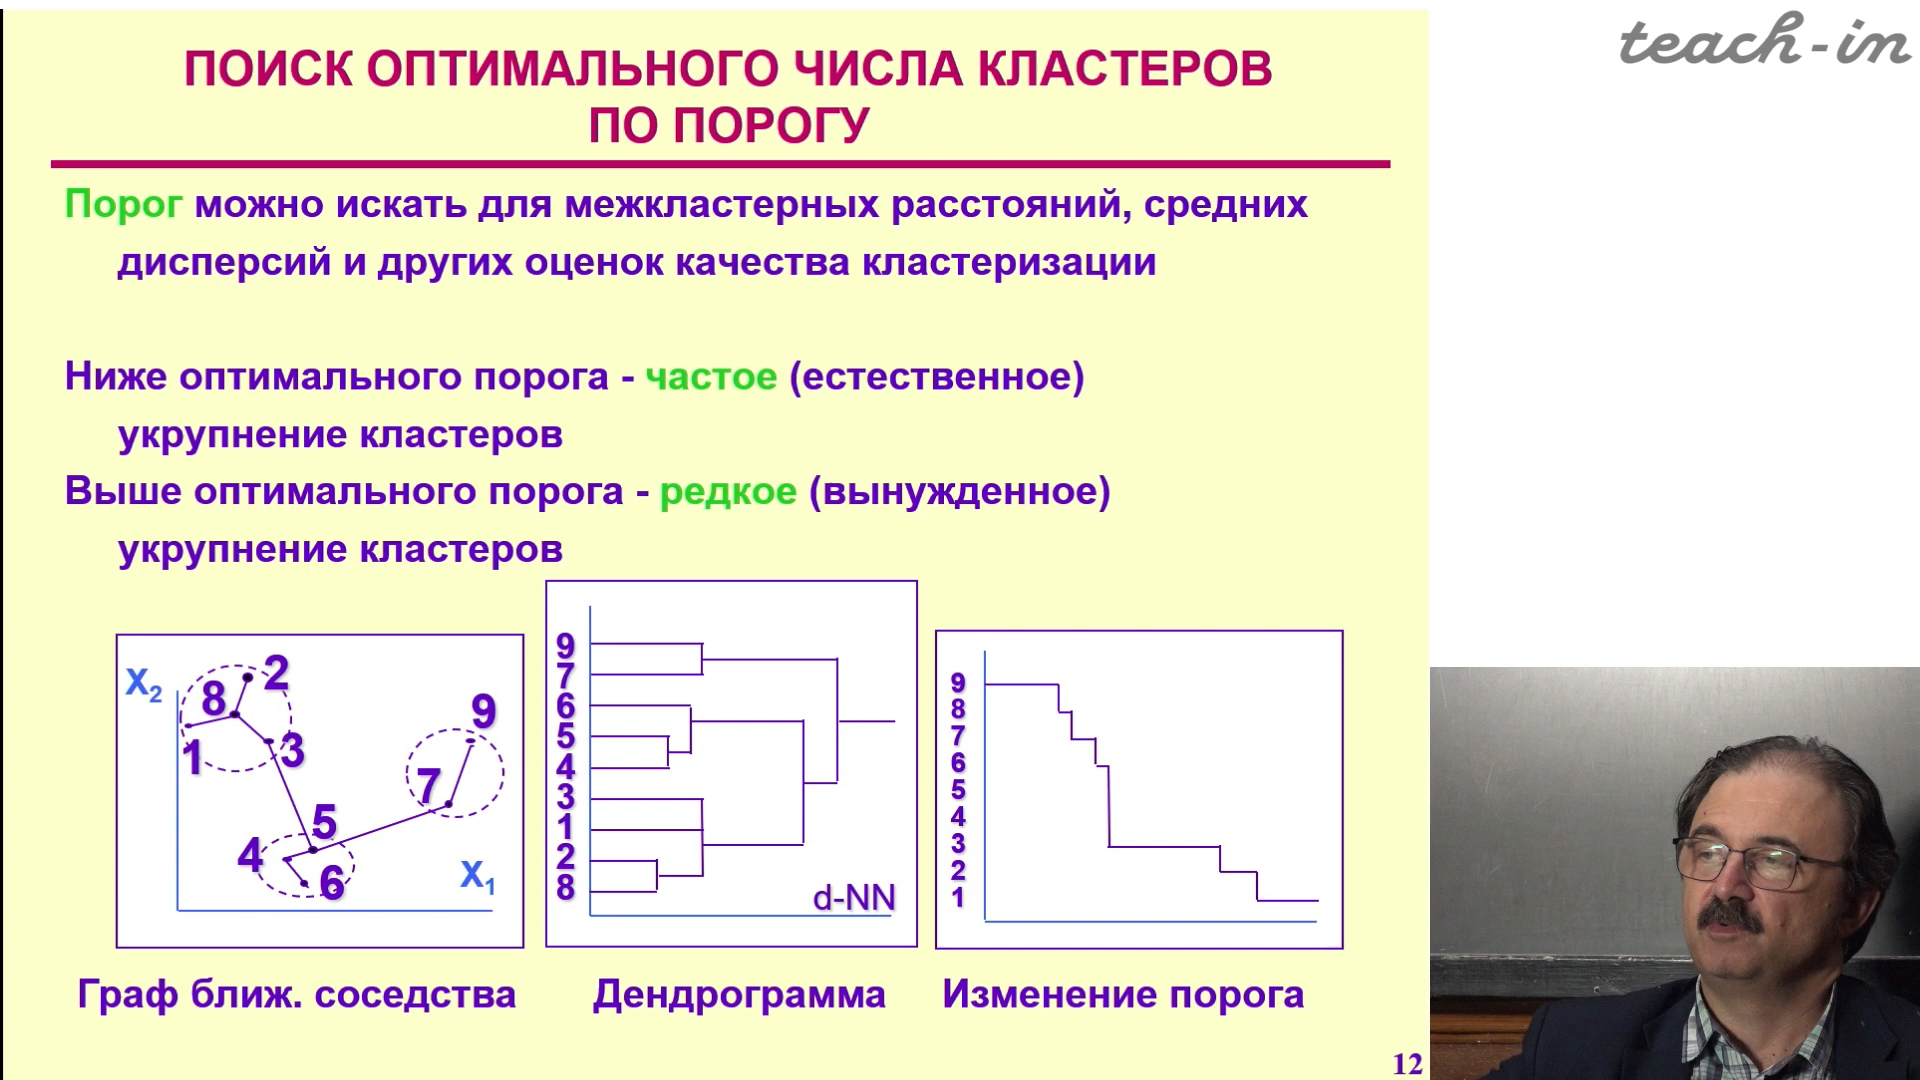 teach-in
ПОИСК ОПТИМАЛЬНОГО ЧИСЛА КЛАСТЕРОВ
ПО ПОРОГУ
Порог можно искать для межкластерных расстояний, средних
дисперсий и других оценок качества кластеризации
Ниже оптимального порога - частое (естественное)
укрупнение кластеров
Выше оптимального порога - редкое (вынужденное)
укрупнение кластеров
X2
2
8
1
3
9
7
5
4
6
X1
9
7
6
5
4
3
1
2
8
d-NN
9
8
7
6
5
4
3
2
1
Граф ближ. соседства
Дендрограмма
Изменение порога
12